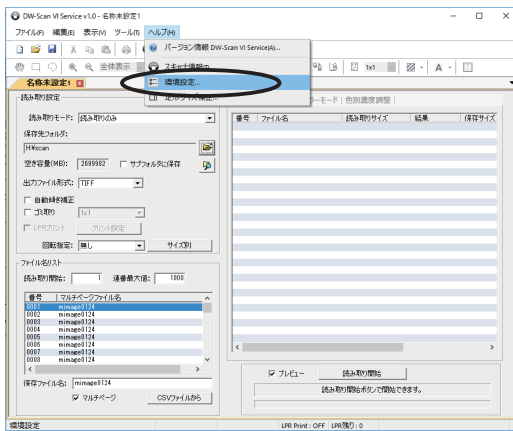 DW-Scan VI Service v1.0 - 名称未設定1
ファイル(F) 編集(E) 表示(V) ツール(T) ヘルプ(H)
バージョン情報 DW-Scan VI Service(A)...
全体表示
1x1
環境設定...
名称未設定1
読み取り設定
色別濃度調整
読み取りモード: 読み取りのみ
保存先フォルダ:
H¥scan
空き容量(MB): 2699982 サブフォルダに保存
出力ファイル形式: TIFF
自動傾き補正
ゴミ取り 1x1
LPRプリント プリント設定
回転指定: 無し サイズ別
番号 ファイル名 読み取りサイズ 結果 保存サイズ
ファイル名リスト
読み取り開始: 1 連番最大値: 1000
番号 マルチページファイル名
0001 mimage0124
0002 mimage0124
0003 mimage0124
0004 mimage0124
0005 mimage0124
0006 mimage0124
0007 mimage0124
0008 mimage0124
保存ファイル名: mimage0124
マルチページ CSVファイルから
プレビュー 読み取り開始
読み取り開始ボタンで開始できます。
環境設定 LPR Print : OFF LPR残り : 0